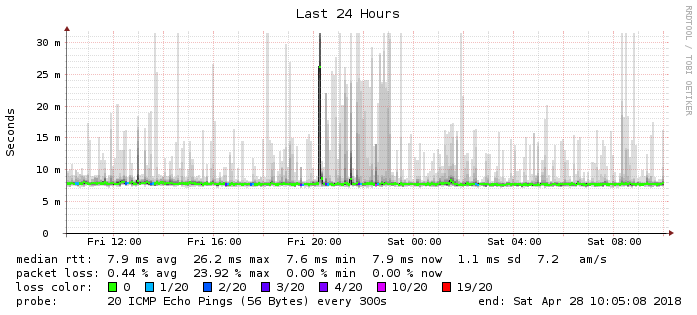 Last 24 Hours
RRDTOOL / TOBI OETIKER
Seconds
30 m
25 m
20 m
15 m
10 m
5 m
0
Fri 12:00 Fri 16:00 Fri 20:00 Sat 00:00 Sat 04:00 Sat 08:00
median rtt: 7.9 ms avg 26.2 ms max 7.6 ms min 7.9 ms now 1.1 ms sd 7.2 am/s
packet loss: 0.44 % avg 23.92 % max 0.00 % min 0.00 % now
loss color: 0 1/20 2/20 3/20 4/20 10/20 19/20
probe: 20 ICMP Echo Pings (56 Bytes) every 300s end: Sat Apr 28 10:05:08 2018